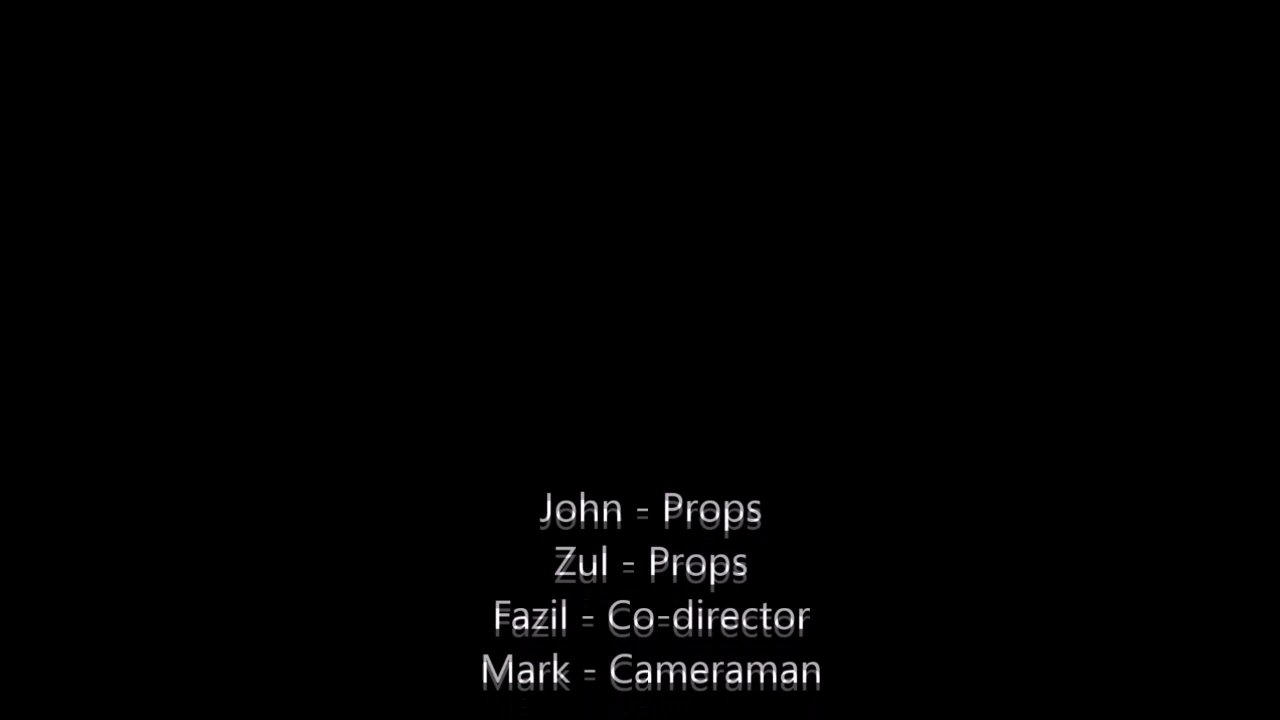 John - Props
Zul - Props
Fazil - Co-director
Mark - Cameraman